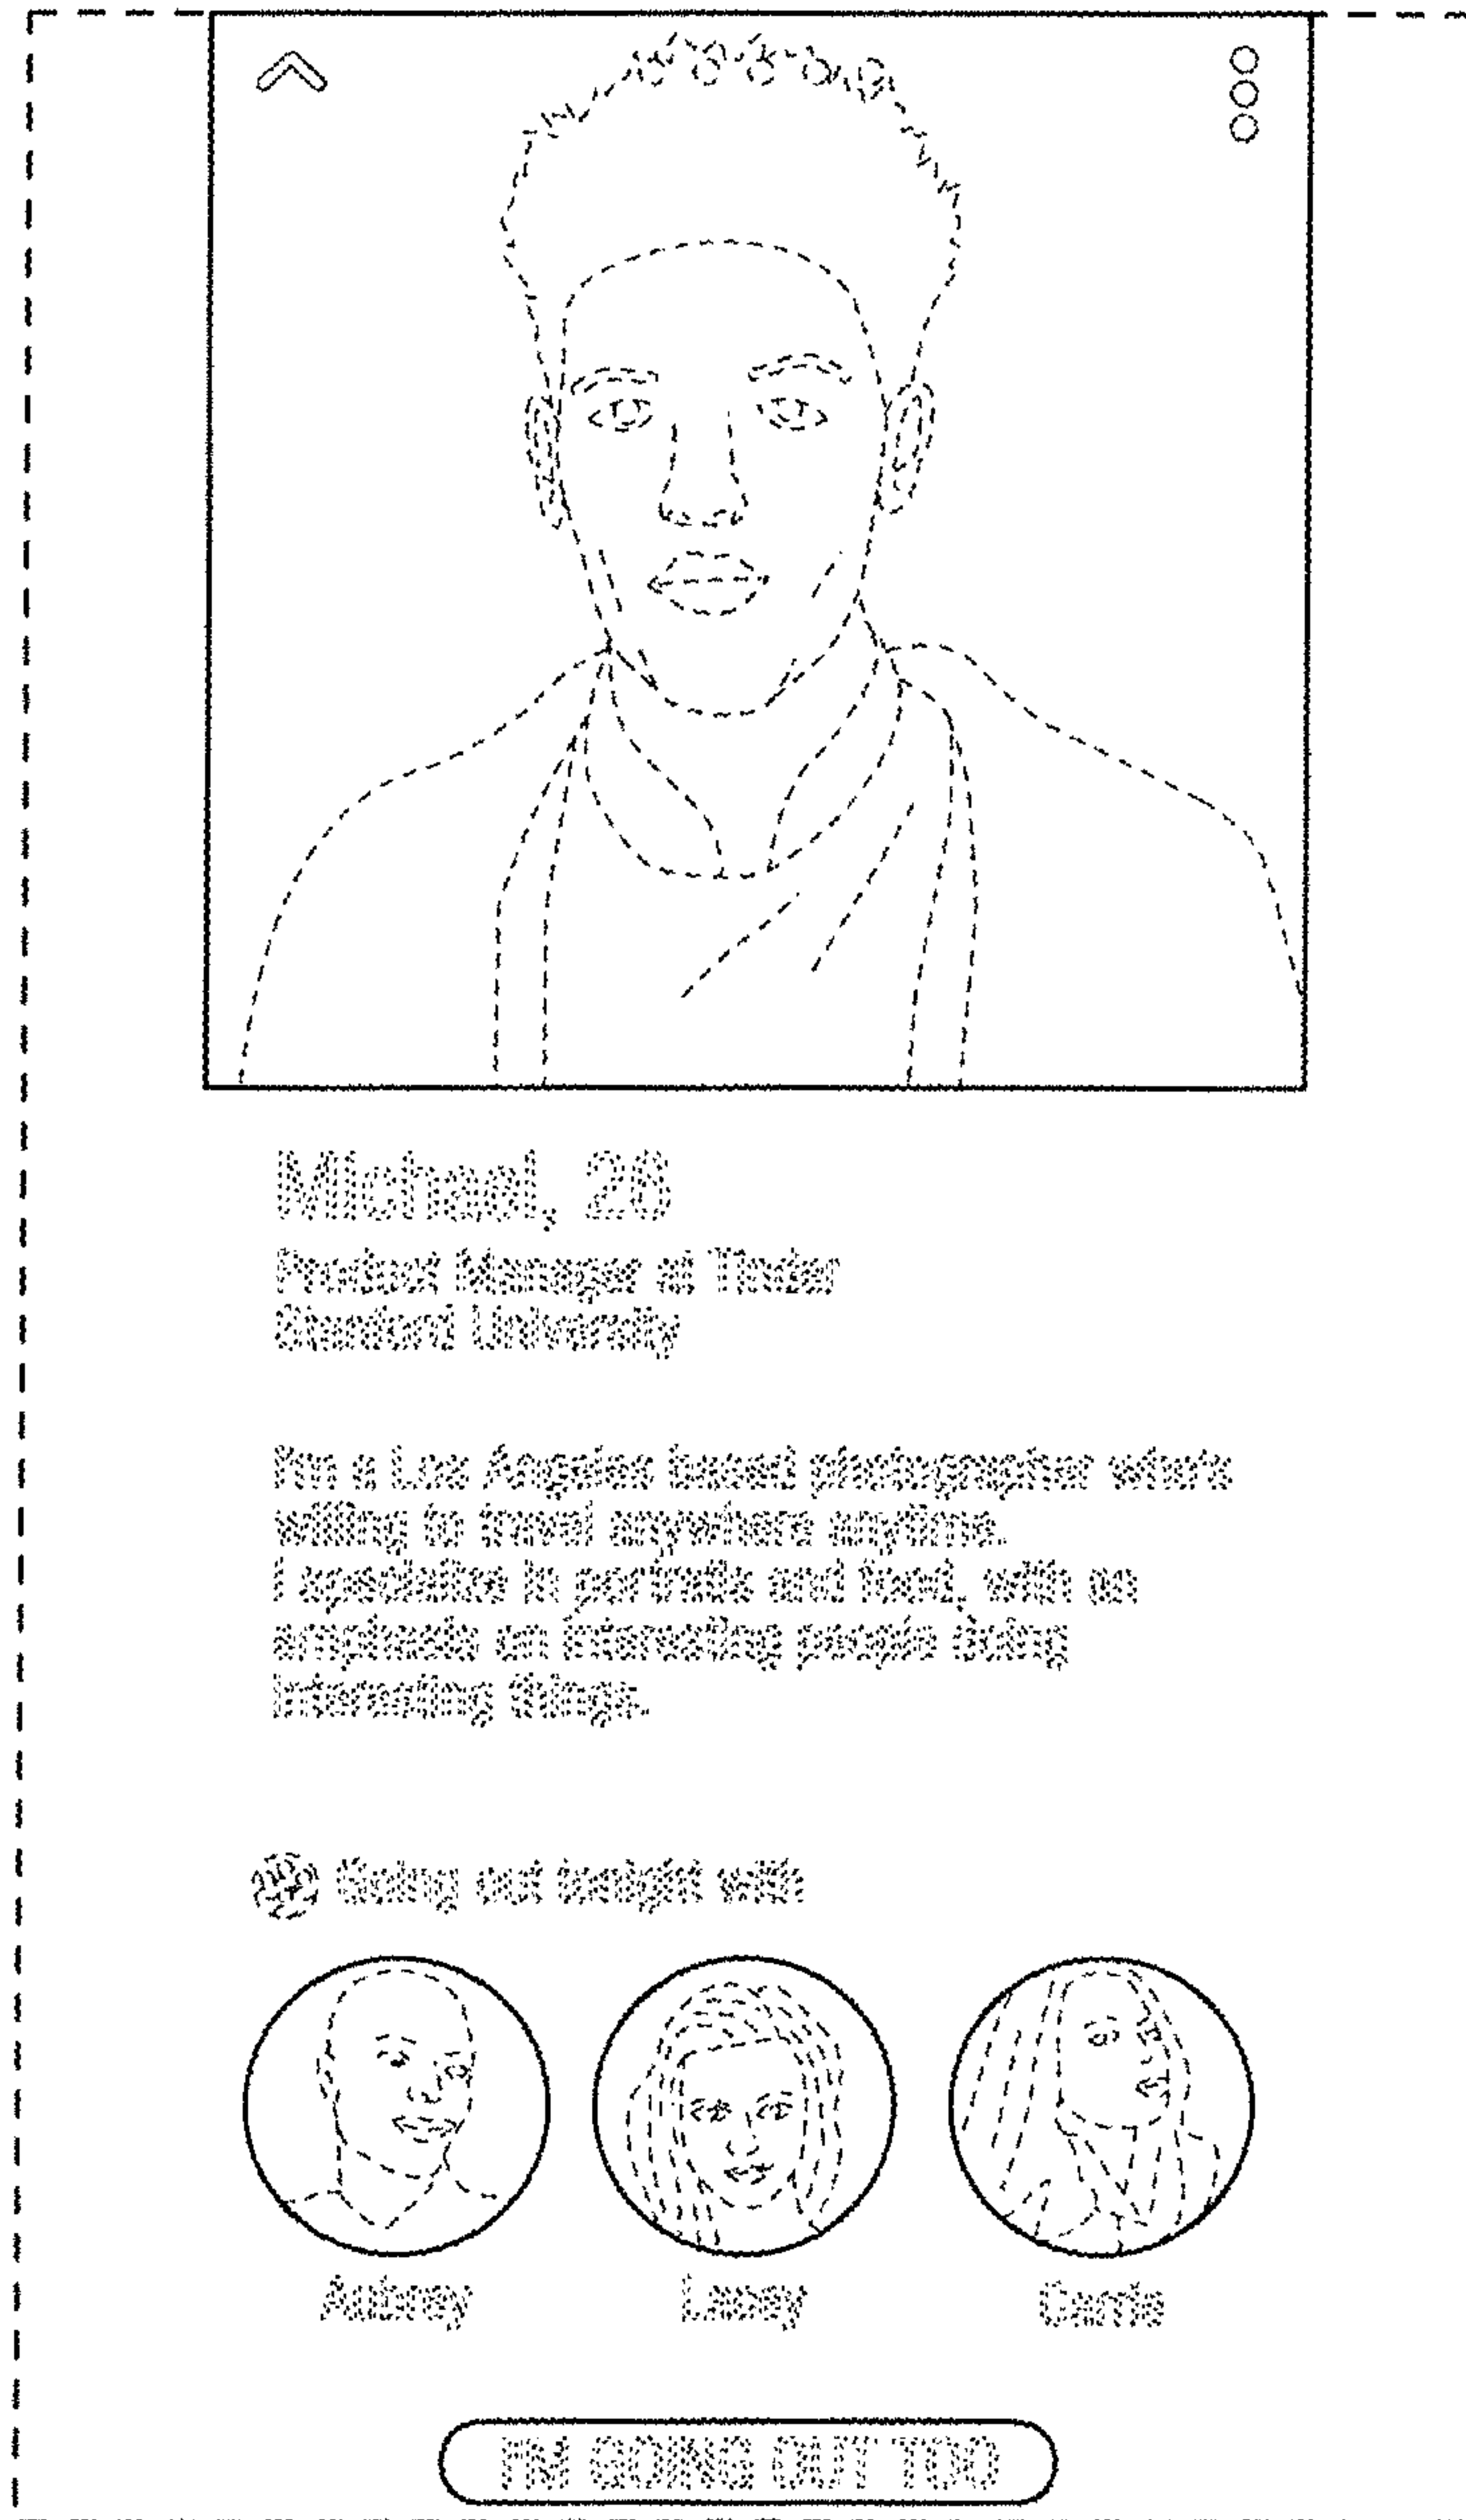 Michael, 26
Product Manager at Tinder
Stanford University
I'm a Los Angeles based photographer who's
willing to travel anywhere anytime.
I specialize in portraits and food, with an
emphasis on interesting people doing
interesting things.
Going out tonight with
Aubrey
Lacey
Carrie
I'M GOING OUT TOO